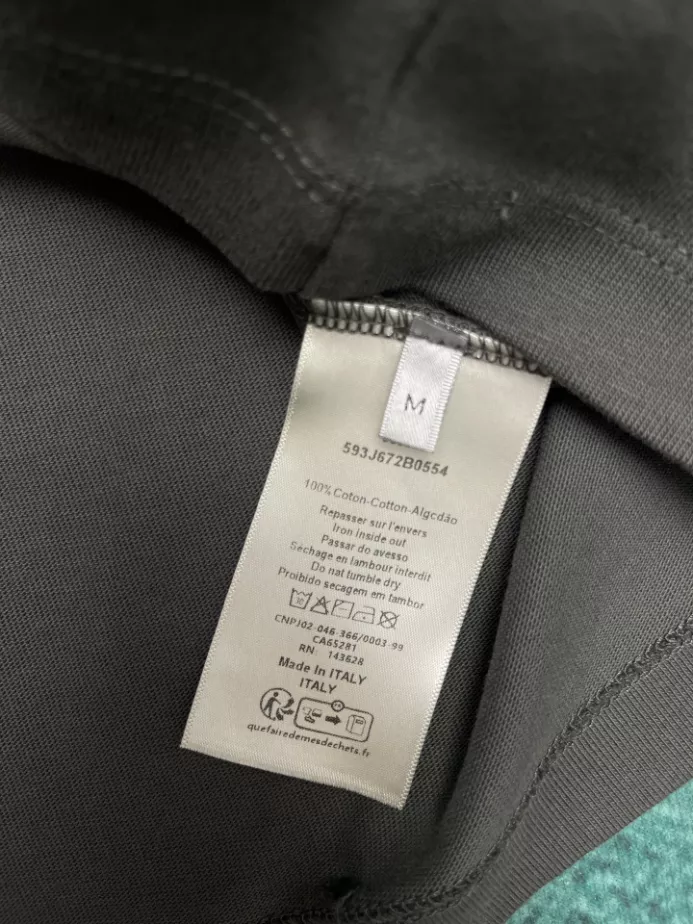 M
593J672B0554
100% Coton-Cotton-Algcdão
Repasser sur l'envers
Iron inside out
Passar do avesso
Séchage en lambour interdit
Do nat tumble dry
Proibido secagem em tambor
CNPJ02-046-366/0003-99
CA65281
RN: 143628
Made In ITALY
ITALY
quefairedemesdechets.fr